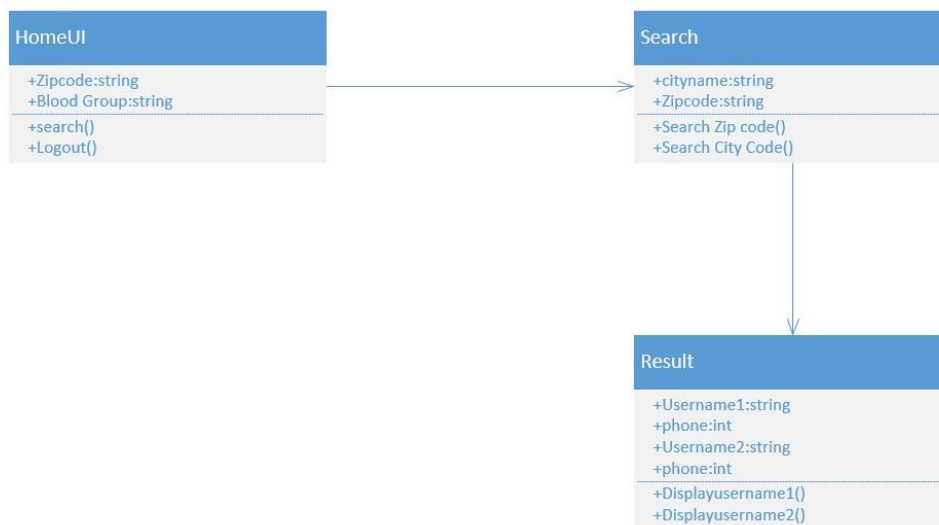 HomeUI
+Zipcode:string
+Blood Group:string
+search()
+Logout()
Search
+cityname:string
+Zipcode:string
+Search Zip code()
+Search City Code()
Result
+Username1:string
+phone:int
+Username2:string
+phone:int
+Displayusername1()
+Displayusername2()